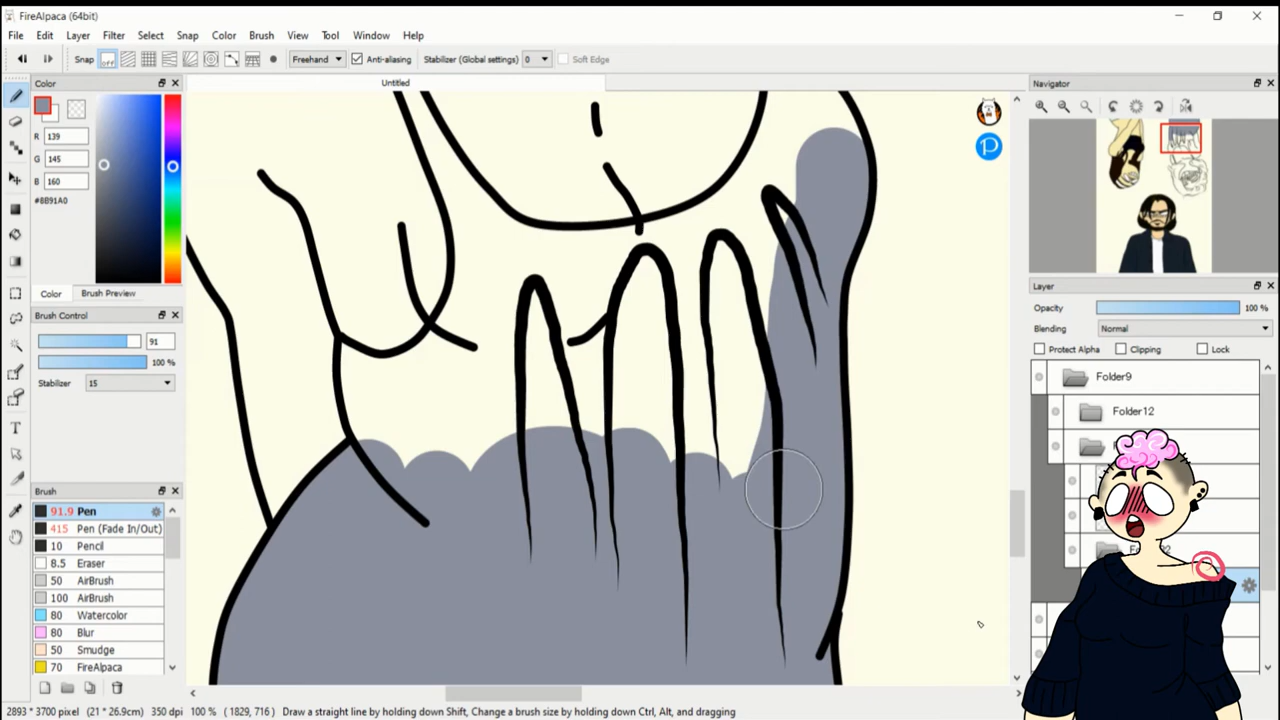 FireAlpaca (64bit)
File Edit Layer Filter Select Snap Color Brush View Tool Window Help
Snap off Freehand Anti-aliasing Stabilizer (Global settings) 0 Soft Edge
Untitled
Color
R 139
G 145
B 160
#8B91A0
Color Brush Preview
Brush Control
91
100 %
Stabilizer 15
Brush
91.9 Pen
415 Pen (Fade In/Out)
10 Pencil
8.5 Eraser
50 AirBrush
100 AirBrush
80 Watercolor
80 Blur
50 Smudge
70 FireAlpaca
Navigator
Layer
Opacity 100 %
Blending Normal
Protect Alpha Clipping Lock
Folder9
Folder12
2893 * 3700 pixel (21 * 26.9cm) 350 dpi 100 % ( 1829, 716 ) Draw a straight line by holding down Shift, Change a brush size by holding down Ctrl, Alt, and dragging